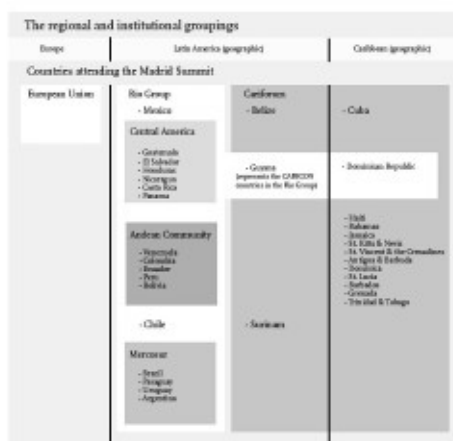 The regional and institutional groupings
Europe
Latin America (geographic)
Caribbean (geographic)
Countries attending the Madrid Summit
European Union
Rio Group
- Mexico
Central America
- Guatemala
- El Salvador
- Honduras
- Nicaragua
- Costa Rica
- Panama
Andean Community
- Venezuela
- Colombia
- Ecuador
- Peru
- Bolivia
- Chile
Mercosur
- Brazil
- Paraguay
- Uruguay
- Argentina
Cariforum
- Belize
- Guyana
(represents the CARICOM
countries in the Rio Group)
- Surinam
- Cuba
- Dominican Republic
- Haiti
- Bahamas
- Jamaica
- St. Kitts & Nevis
- St. Vincent & the Grenadines
- Antigua & Barbuda
- Dominica
- St. Lucia
- Barbados
- Grenada
- Trinidad & Tobago